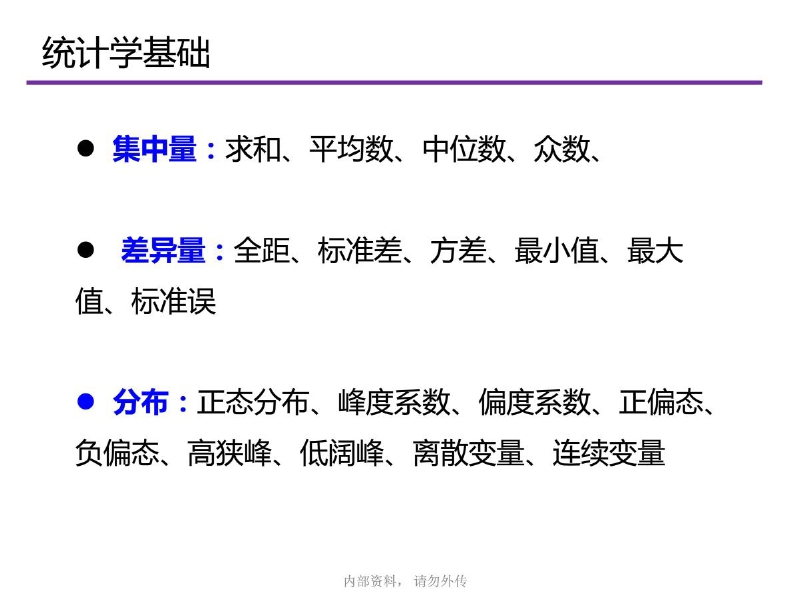 统计学基础
● 集中量：求和、平均数、中位数、众数、
● 差异量：全距、标准差、方差、最小值、最大
值、标准误
● 分布：正态分布、峰度系数、偏度系数、正偏态、
负偏态、高狭峰、低阔峰、离散变量、连续变量
内部资料， 请勿外传